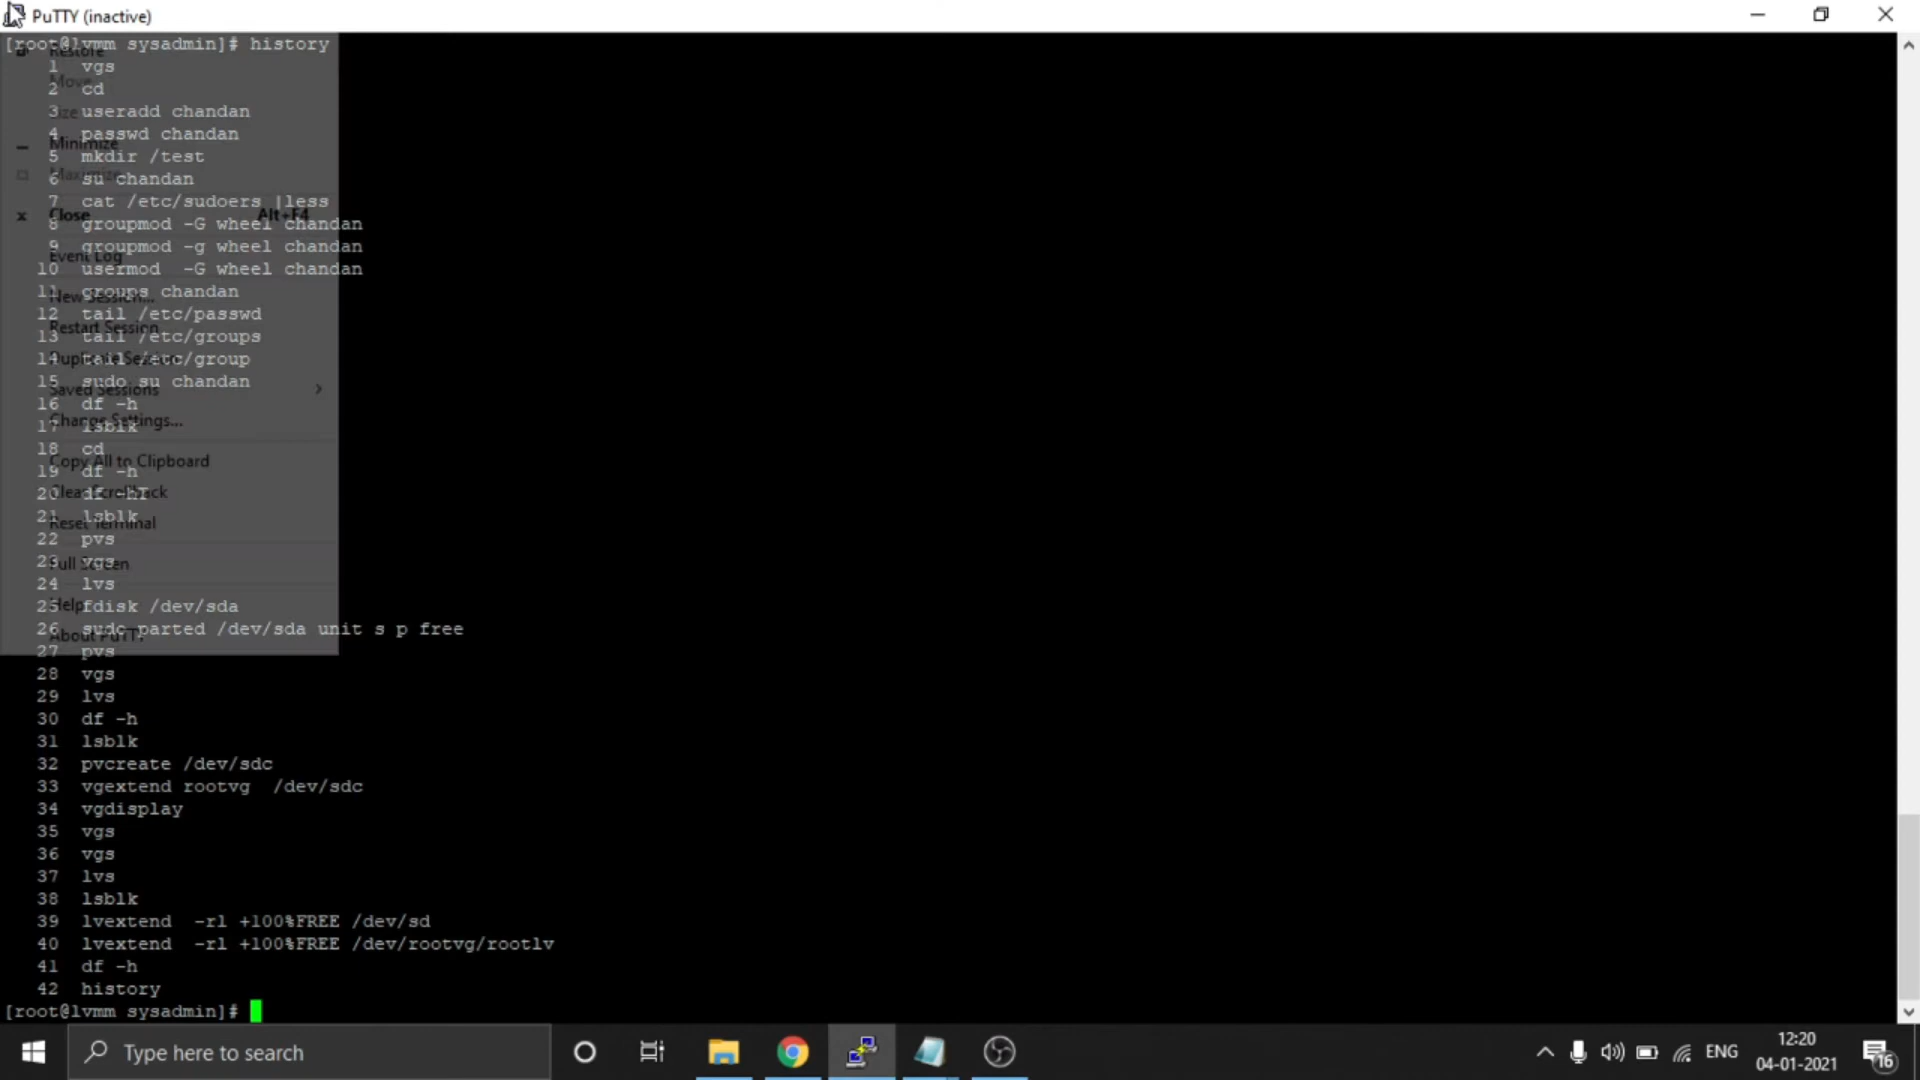 PuTTY (inactive)
[root@lvmm sysadmin]# history
1 vgs
2 cd
3 useradd chandan
4 passwd chandan
5 mkdir /test
6 su chandan
7 cat /etc/sudoers |less
8 groupmod -G wheel chandan
9 groupmod -g wheel chandan
10 usermod  -G wheel chandan
11 groups chandan
12 tail /etc/passwd
13 tail /etc/groups
14 tail /etc/group
15 sudo su chandan
16 df -h
17 lsblk
18 cd
19 df -h
20 df -hT
21 lsblk
22 pvs
23 vgs
24 lvs
25 fdisk /dev/sda
26 sudo parted /dev/sda unit s p free
27 pvs
28 vgs
29 lvs
30 df -h
31 lsblk
32 pvcreate /dev/sdc
33 vgextend rootvg  /dev/sdc
34 vgdisplay
35 vgs
36 vgs
37 lvs
38 lsblk
39 lvextend  -rl +100%FREE /dev/sd
40 lvextend  -rl +100%FREE /dev/rootvg/rootlv
41 df -h
42 history
[root@lvmm sysadmin]#
Restore
Move
Size
Minimize
Maximize
Close Alt+F4
Event Log
New Session...
Restart Session
Duplicate Session
Saved Sessions
Change Settings...
Copy All to Clipboard
Clear Scrollback
Reset Terminal
Full Screen
Help
About PuTTY
Type here to search
ENG
12:20
04-01-2021
16